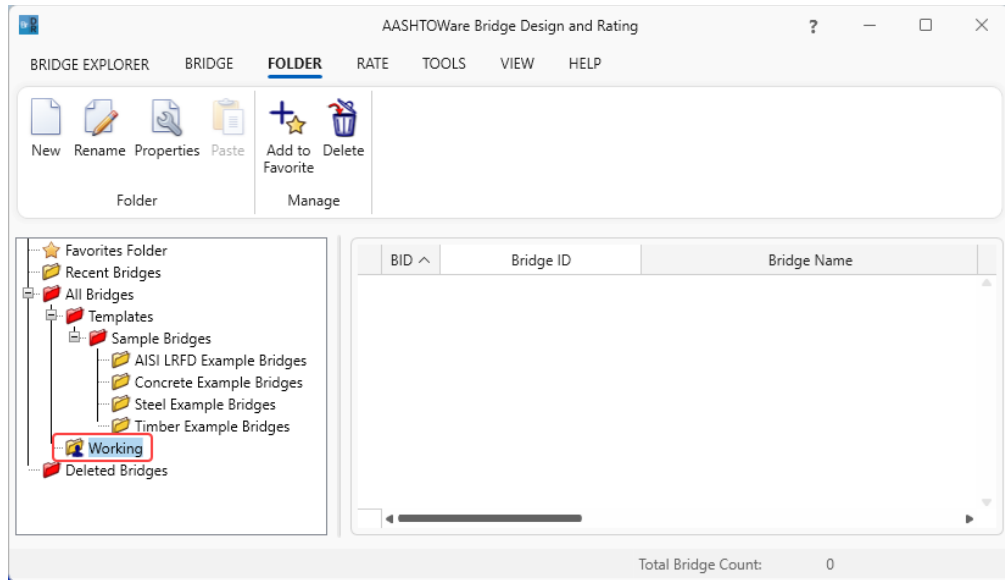 AASHTOWare Bridge Design and Rating ?
BRIDGE EXPLORER BRIDGE FOLDER RATE TOOLS VIEW HELP
New Rename Properties Paste Add to Favorite Delete
Folder Manage
Favorites Folder
Recent Bridges
All Bridges
Templates
Sample Bridges
AISI LRFD Example Bridges
Concrete Example Bridges
Steel Example Bridges
Timber Example Bridges
Working
Deleted Bridges
BID Bridge ID Bridge Name
Total Bridge Count: 0